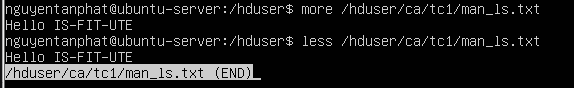 nguyentanphat@ubuntu-server:/hduser$ more /hduser/ca/tc1/man_ls.txt
Hello IS-FIT-UTE
nguyentanphat@ubuntu-server:/hduser$ less /hduser/ca/tc1/man_ls.txt
Hello IS-FIT-UTE
/hduser/ca/tc1/man_ls.txt (END)